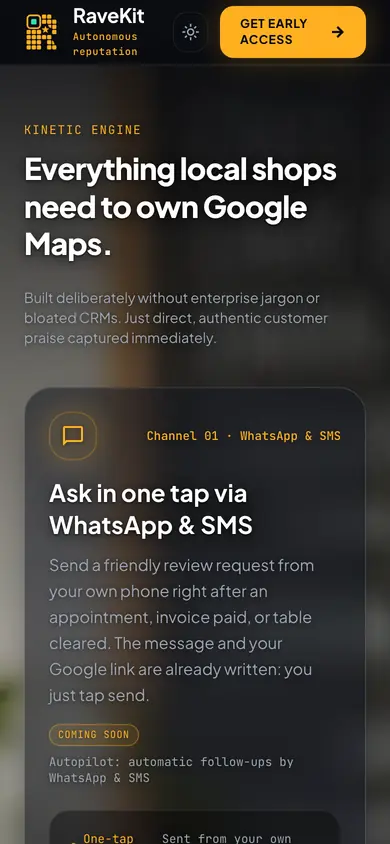 RaveKit
Autonomous
reputation
GET EARLY
ACCESS
KINETIC ENGINE
Everything local shops
need to own Google
Maps.
Built deliberately without enterprise jargon or
bloated CRMs. Just direct, authentic customer
praise captured immediately.
Channel 01 · WhatsApp & SMS
Ask in one tap via
WhatsApp & SMS
Send a friendly review request from
your own phone right after an
appointment, invoice paid, or table
cleared. The message and your
Google link are already written: you
just tap send.
COMING SOON
Autopilot: automatic follow-ups by
WhatsApp & SMS
One-tap
Sent from your own